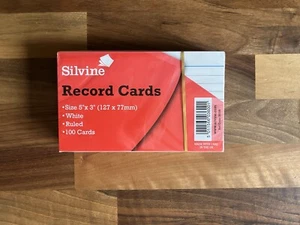 Silvine
Record Cards
•Size 5"x 3" (127 x 77mm)
•White
•Ruled
•100 Cards